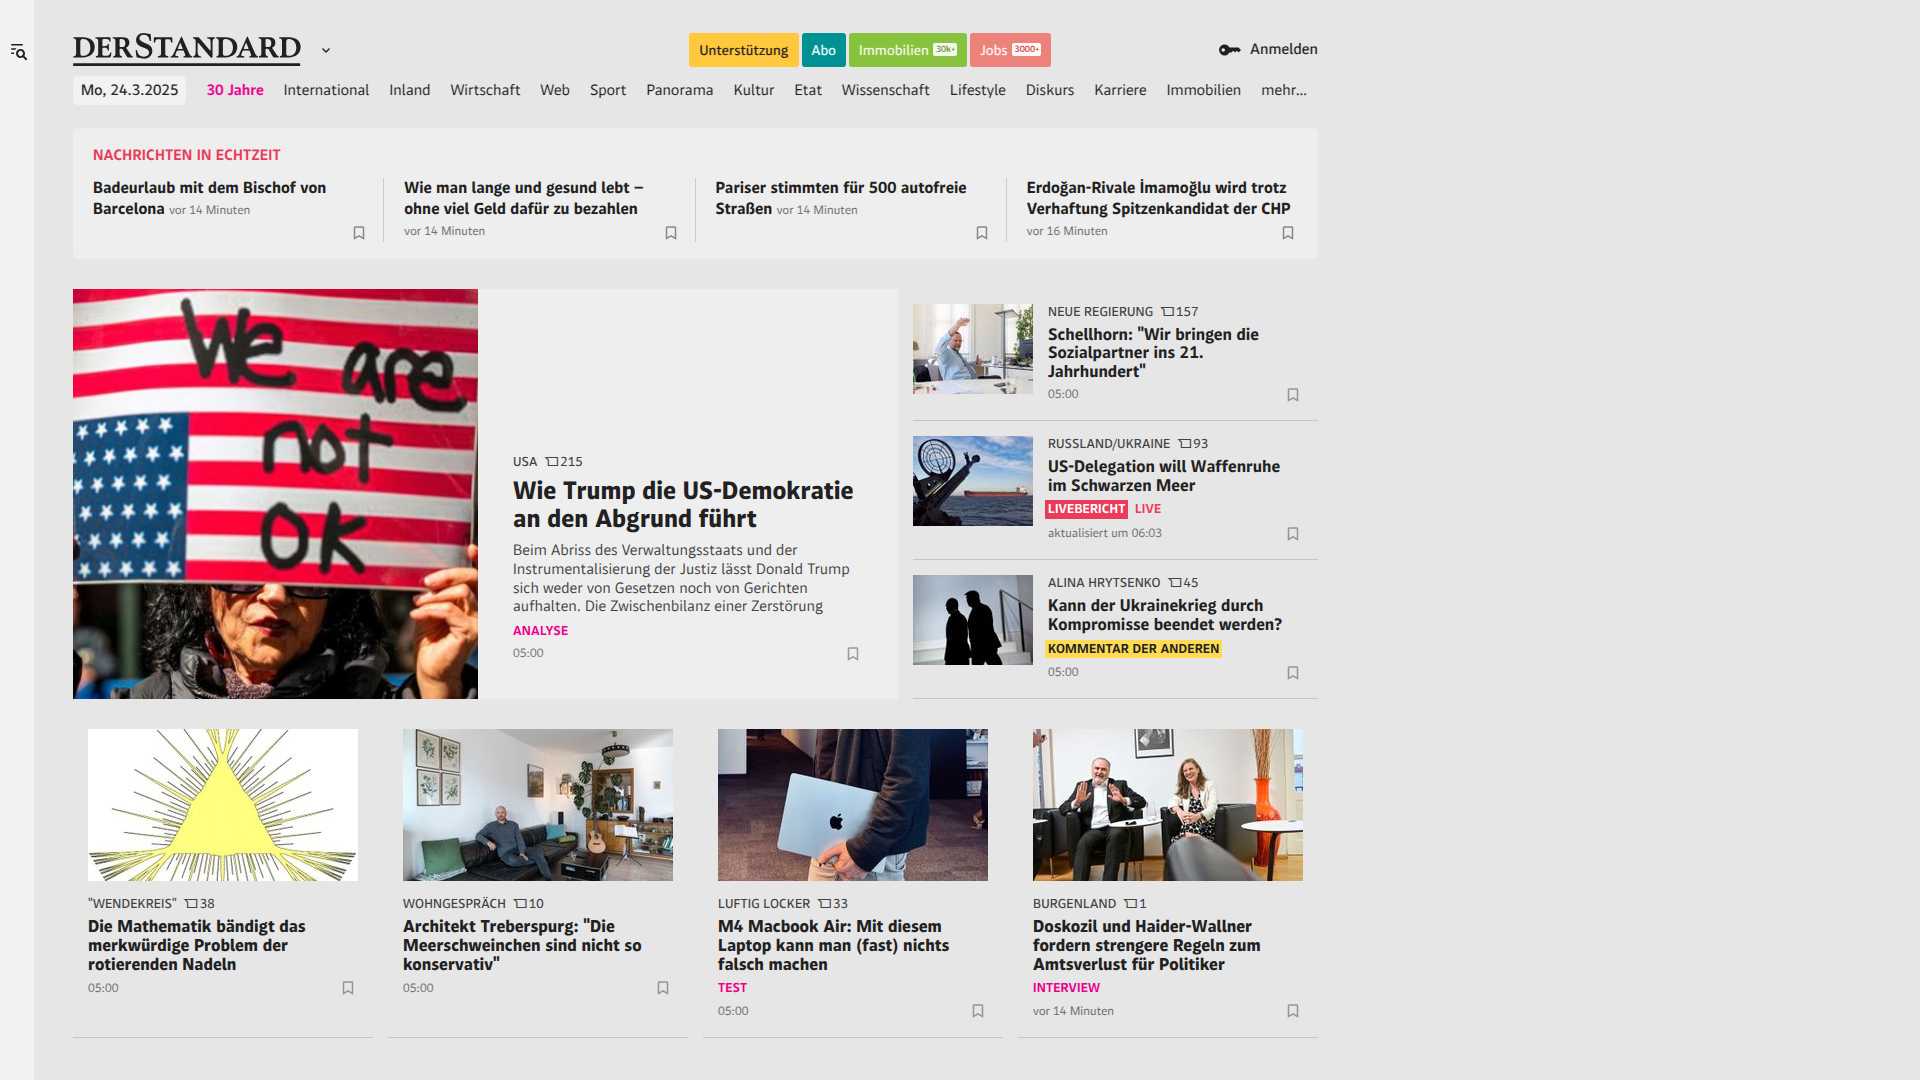 DERSTANDARD
Unterstützung
Abo
Immobilien 30k+
Jobs 3000+
Anmelden
Mo, 24.3.2025
30 Jahre
International
Inland
Wirtschaft
Web
Sport
Panorama
Kultur
Etat
Wissenschaft
Lifestyle
Diskurs
Karriere
Immobilien
mehr...
NACHRICHTEN IN ECHTZEIT
Badeurlaub mit dem Bischof von
Barcelona vor 14 Minuten
Wie man lange und gesund lebt –
ohne viel Geld dafür zu bezahlen
vor 14 Minuten
Pariser stimmten für 500 autofreie
Straßen vor 14 Minuten
Erdoğan-Rivale İmamoğlu wird trotz
Verhaftung Spitzenkandidat der CHP
vor 16 Minuten
We are
not
OK
USA 215
Wie Trump die US-Demokratie
an den Abgrund führt
Beim Abriss des Verwaltungsstaats und der
Instrumentalisierung der Justiz lässt Donald Trump
sich weder von Gesetzen noch von Gerichten
aufhalten. Die Zwischenbilanz einer Zerstörung
ANALYSE
05:00
NEUE REGIERUNG 157
Schellhorn: "Wir bringen die
Sozialpartner ins 21.
Jahrhundert"
05:00
RUSSLAND/UKRAINE 93
US-Delegation will Waffenruhe
im Schwarzen Meer
LIVEBERICHT LIVE
aktualisiert um 06:03
ALINA HRYTSENKO 45
Kann der Ukrainekrieg durch
Kompromisse beendet werden?
KOMMENTAR DER ANDEREN
05:00
"WENDEKREIS" 38
Die Mathematik bändigt das
merkwürdige Problem der
rotierenden Nadeln
05:00
WOHNGESPRÄCH 10
Architekt Treberspurg: "Die
Meerschweinchen sind nicht so
konservativ"
05:00
LUFTIG LOCKER 33
M4 Macbook Air: Mit diesem
Laptop kann man (fast) nichts
falsch machen
TEST
05:00
BURGENLAND 1
Doskozil und Haider-Wallner
fordern strengere Regeln zum
Amtsverlust für Politiker
INTERVIEW
vor 14 Minuten